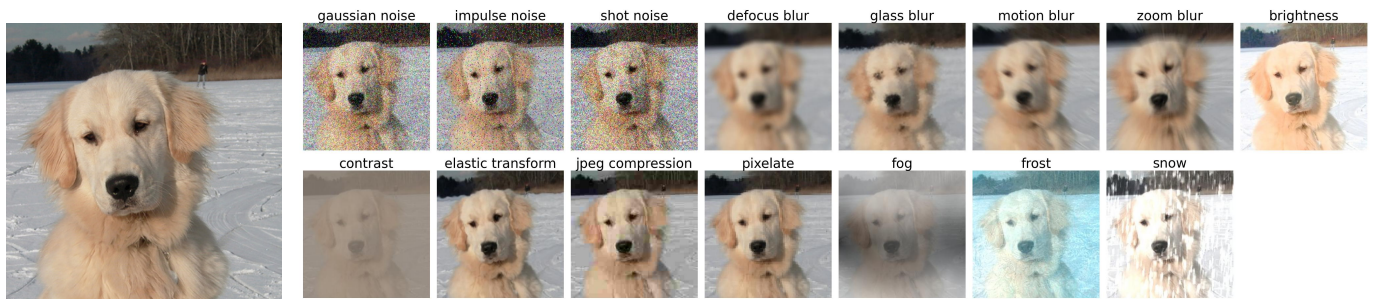 gaussian noise
impulse noise
shot noise
defocus blur
glass blur
motion blur
zoom blur
brightness
contrast
elastic transform
jpeg compression
pixelate
fog
frost
snow